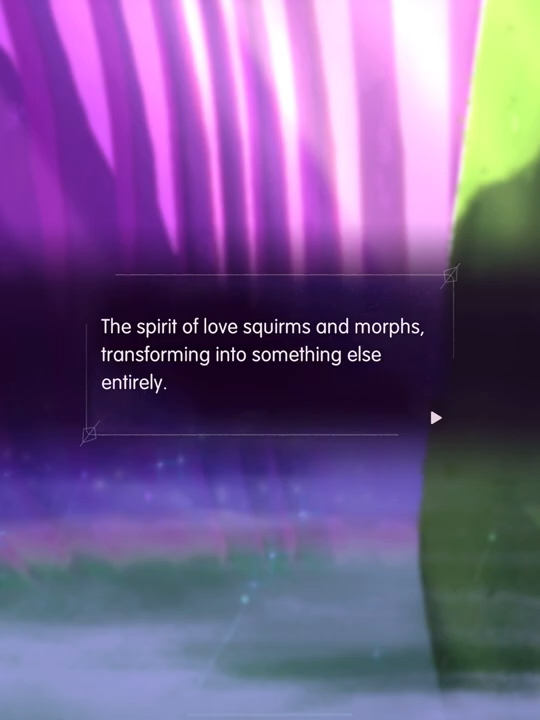 The spirit of love squirms and morphs,
transforming into something else
entirely.